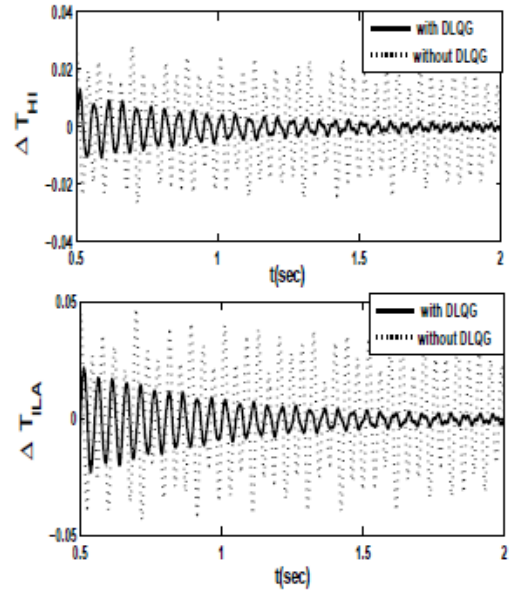 0.04
0.02
0
−0.02
−0.04
Δ T_HI
with DLQG
without DLQG
0.5
1
1.5
2
t(sec)
0.05
0
−0.05
Δ T_ILA
with DLQG
without DLQG
0.5
1
1.5
2
t(sec)